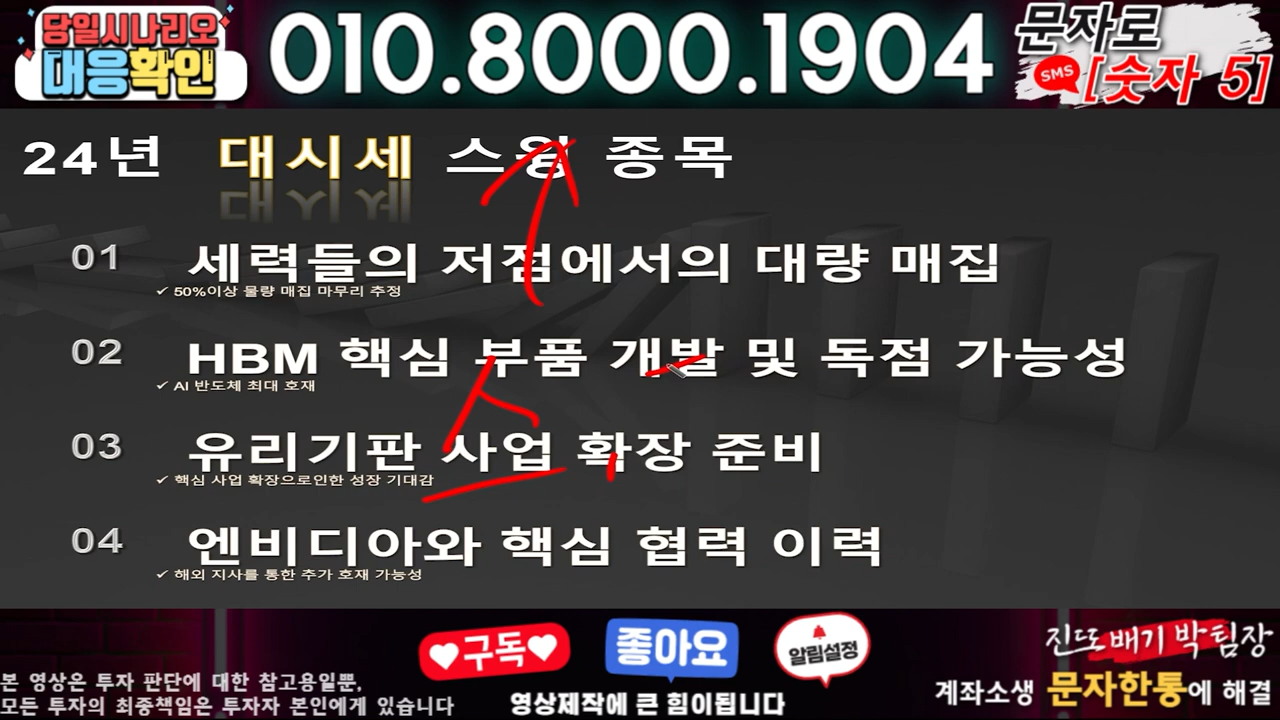 당일시나리오
대응확인
010.8000.1904
문자로
SMS [숫자 5]
24년 대시세 스윙 종목
01 세력들의 저점에서의 대량 매집
✓ 50%이상 물량 매집 마무리 추정
02 HBM 핵심 부품 개발 및 독점 가능성
✓ AI 반도체 최대 호재
03 유리기판 사업 확장 준비
✓ 핵심 사업 확장으로인한 성장 기대감
04 엔비디아와 핵심 협력 이력
✓ 해외 지사를 통한 추가 호재 가능성
구독
좋아요
알림설정
영상제작에 큰 힘이됩니다
본 영상은 투자 판단에 대한 참고용일뿐,
모든 투자의 최종책임은 투자자 본인에게 있습니다
진또배기 박팀장
계좌소생 문자한통에 해결